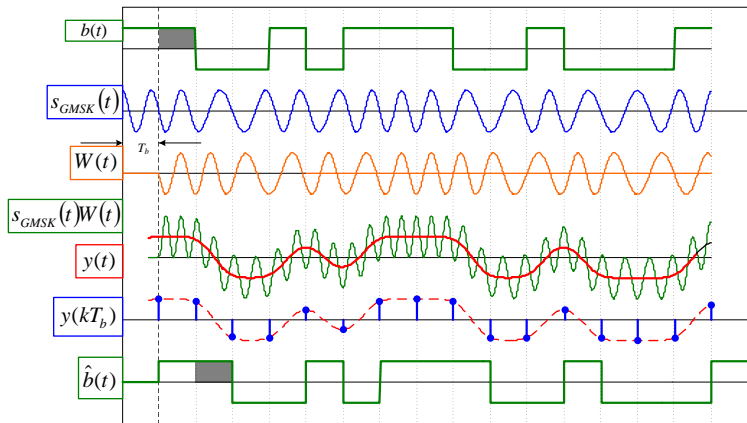 b(t)
s_GMSK(t)
T_b
W(t)
s_GMSK(t)W(t)
y(t)
y(kT_b)
b̂(t)